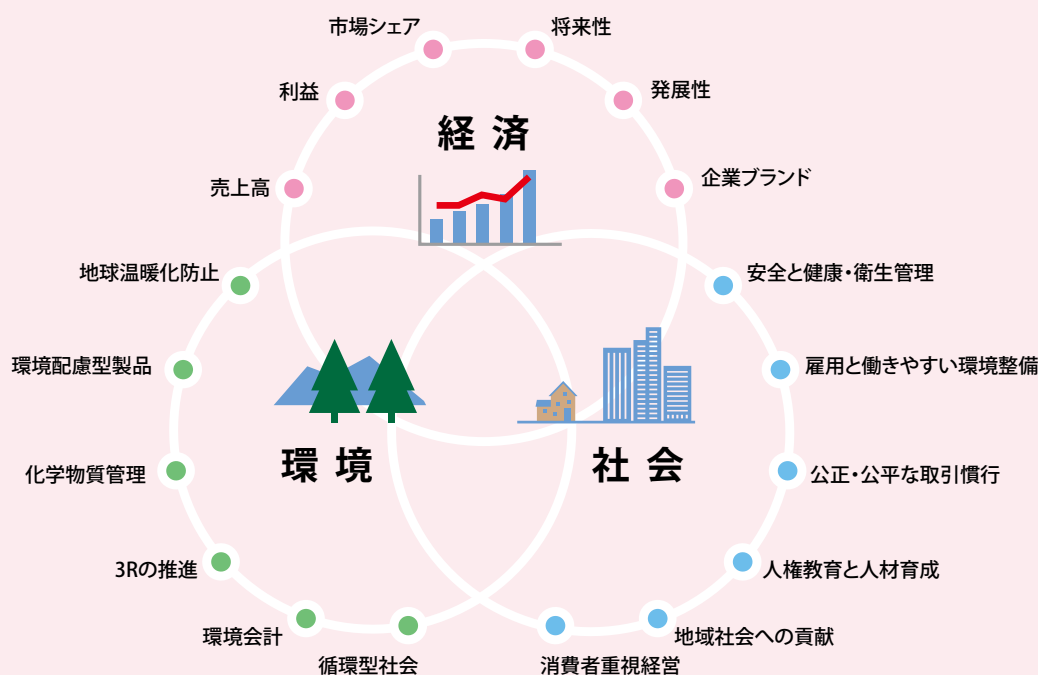 市場シェア
将来性
利益
発展性
経済
売上高
企業ブランド
地球温暖化防止
安全と健康・衛生管理
環境配慮型製品
雇用と働きやすい環境整備
環境
社会
化学物質管理
公正・公平な取引慣行
3Rの推進
人権教育と人材育成
環境会計
地域社会への貢献
循環型社会
消費者重視経営